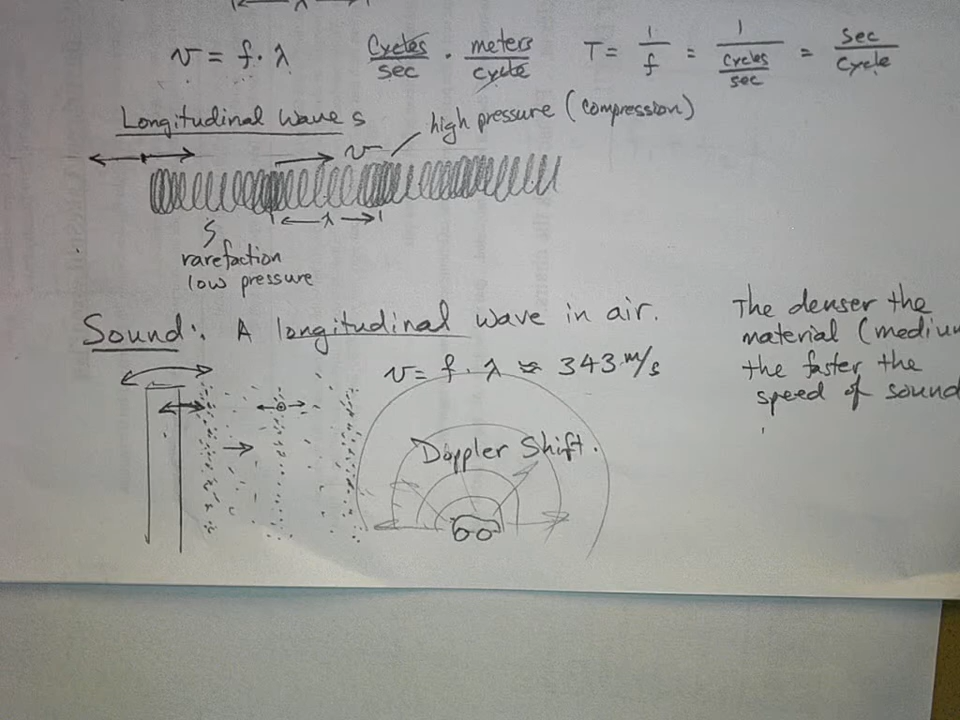 λ
v = f · λ   cycles/sec · meters/cycle   T = 1/f = 1/(cycles/sec) = sec/cycle
Longitudinal waves
high pressure (compression)
v
λ
rarefaction
low pressure
Sound: A longitudinal wave in air.
v = f · λ ≈ 343 m/s
The denser the
material (medium
the faster the
speed of sound
Doppler Shift.